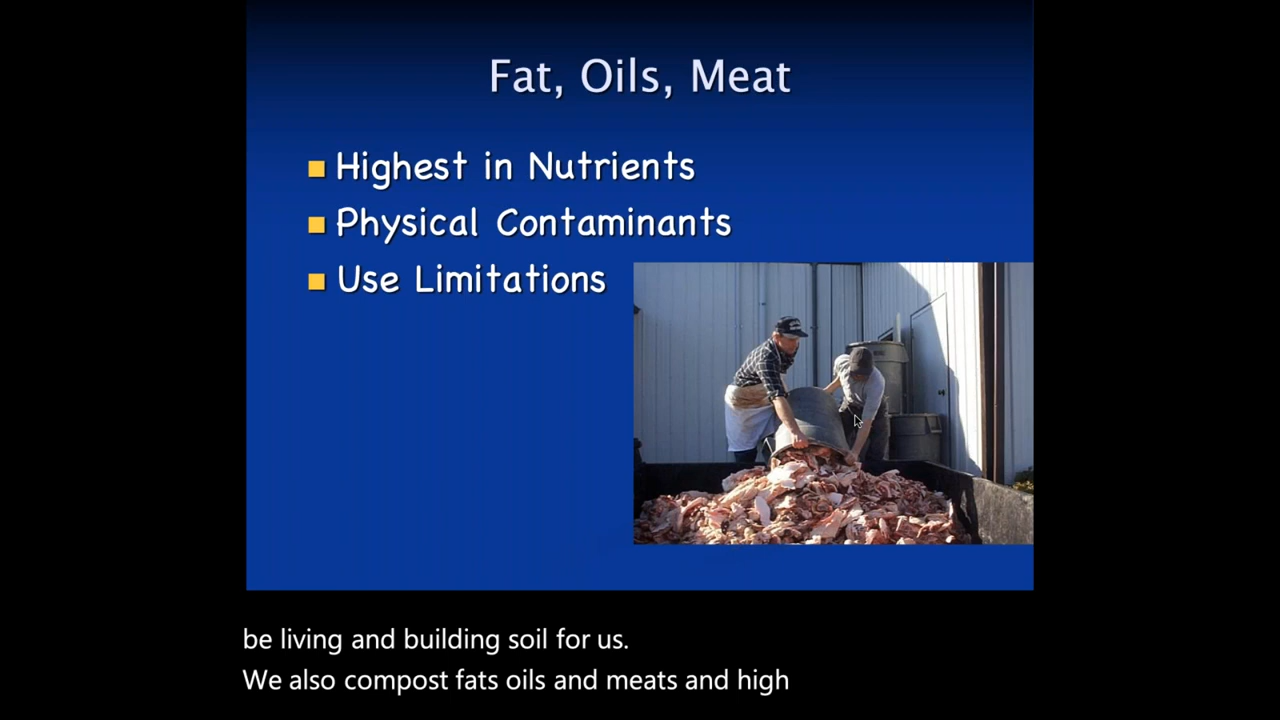 Fat, Oils, Meat
Highest in Nutrients
Physical Contaminants
Use Limitations
be living and building soil for us.
We also compost fats oils and meats and high